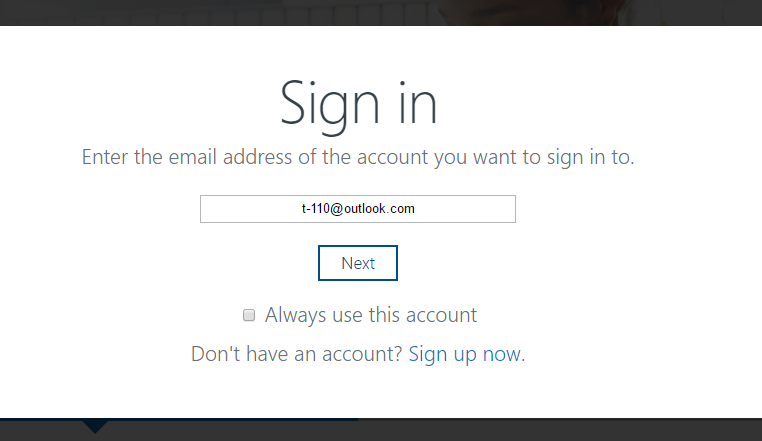 Sign in
Enter the email address of the account you want to sign in to.
t-110@outlook.com
Next
Always use this account
Don't have an account? Sign up now.